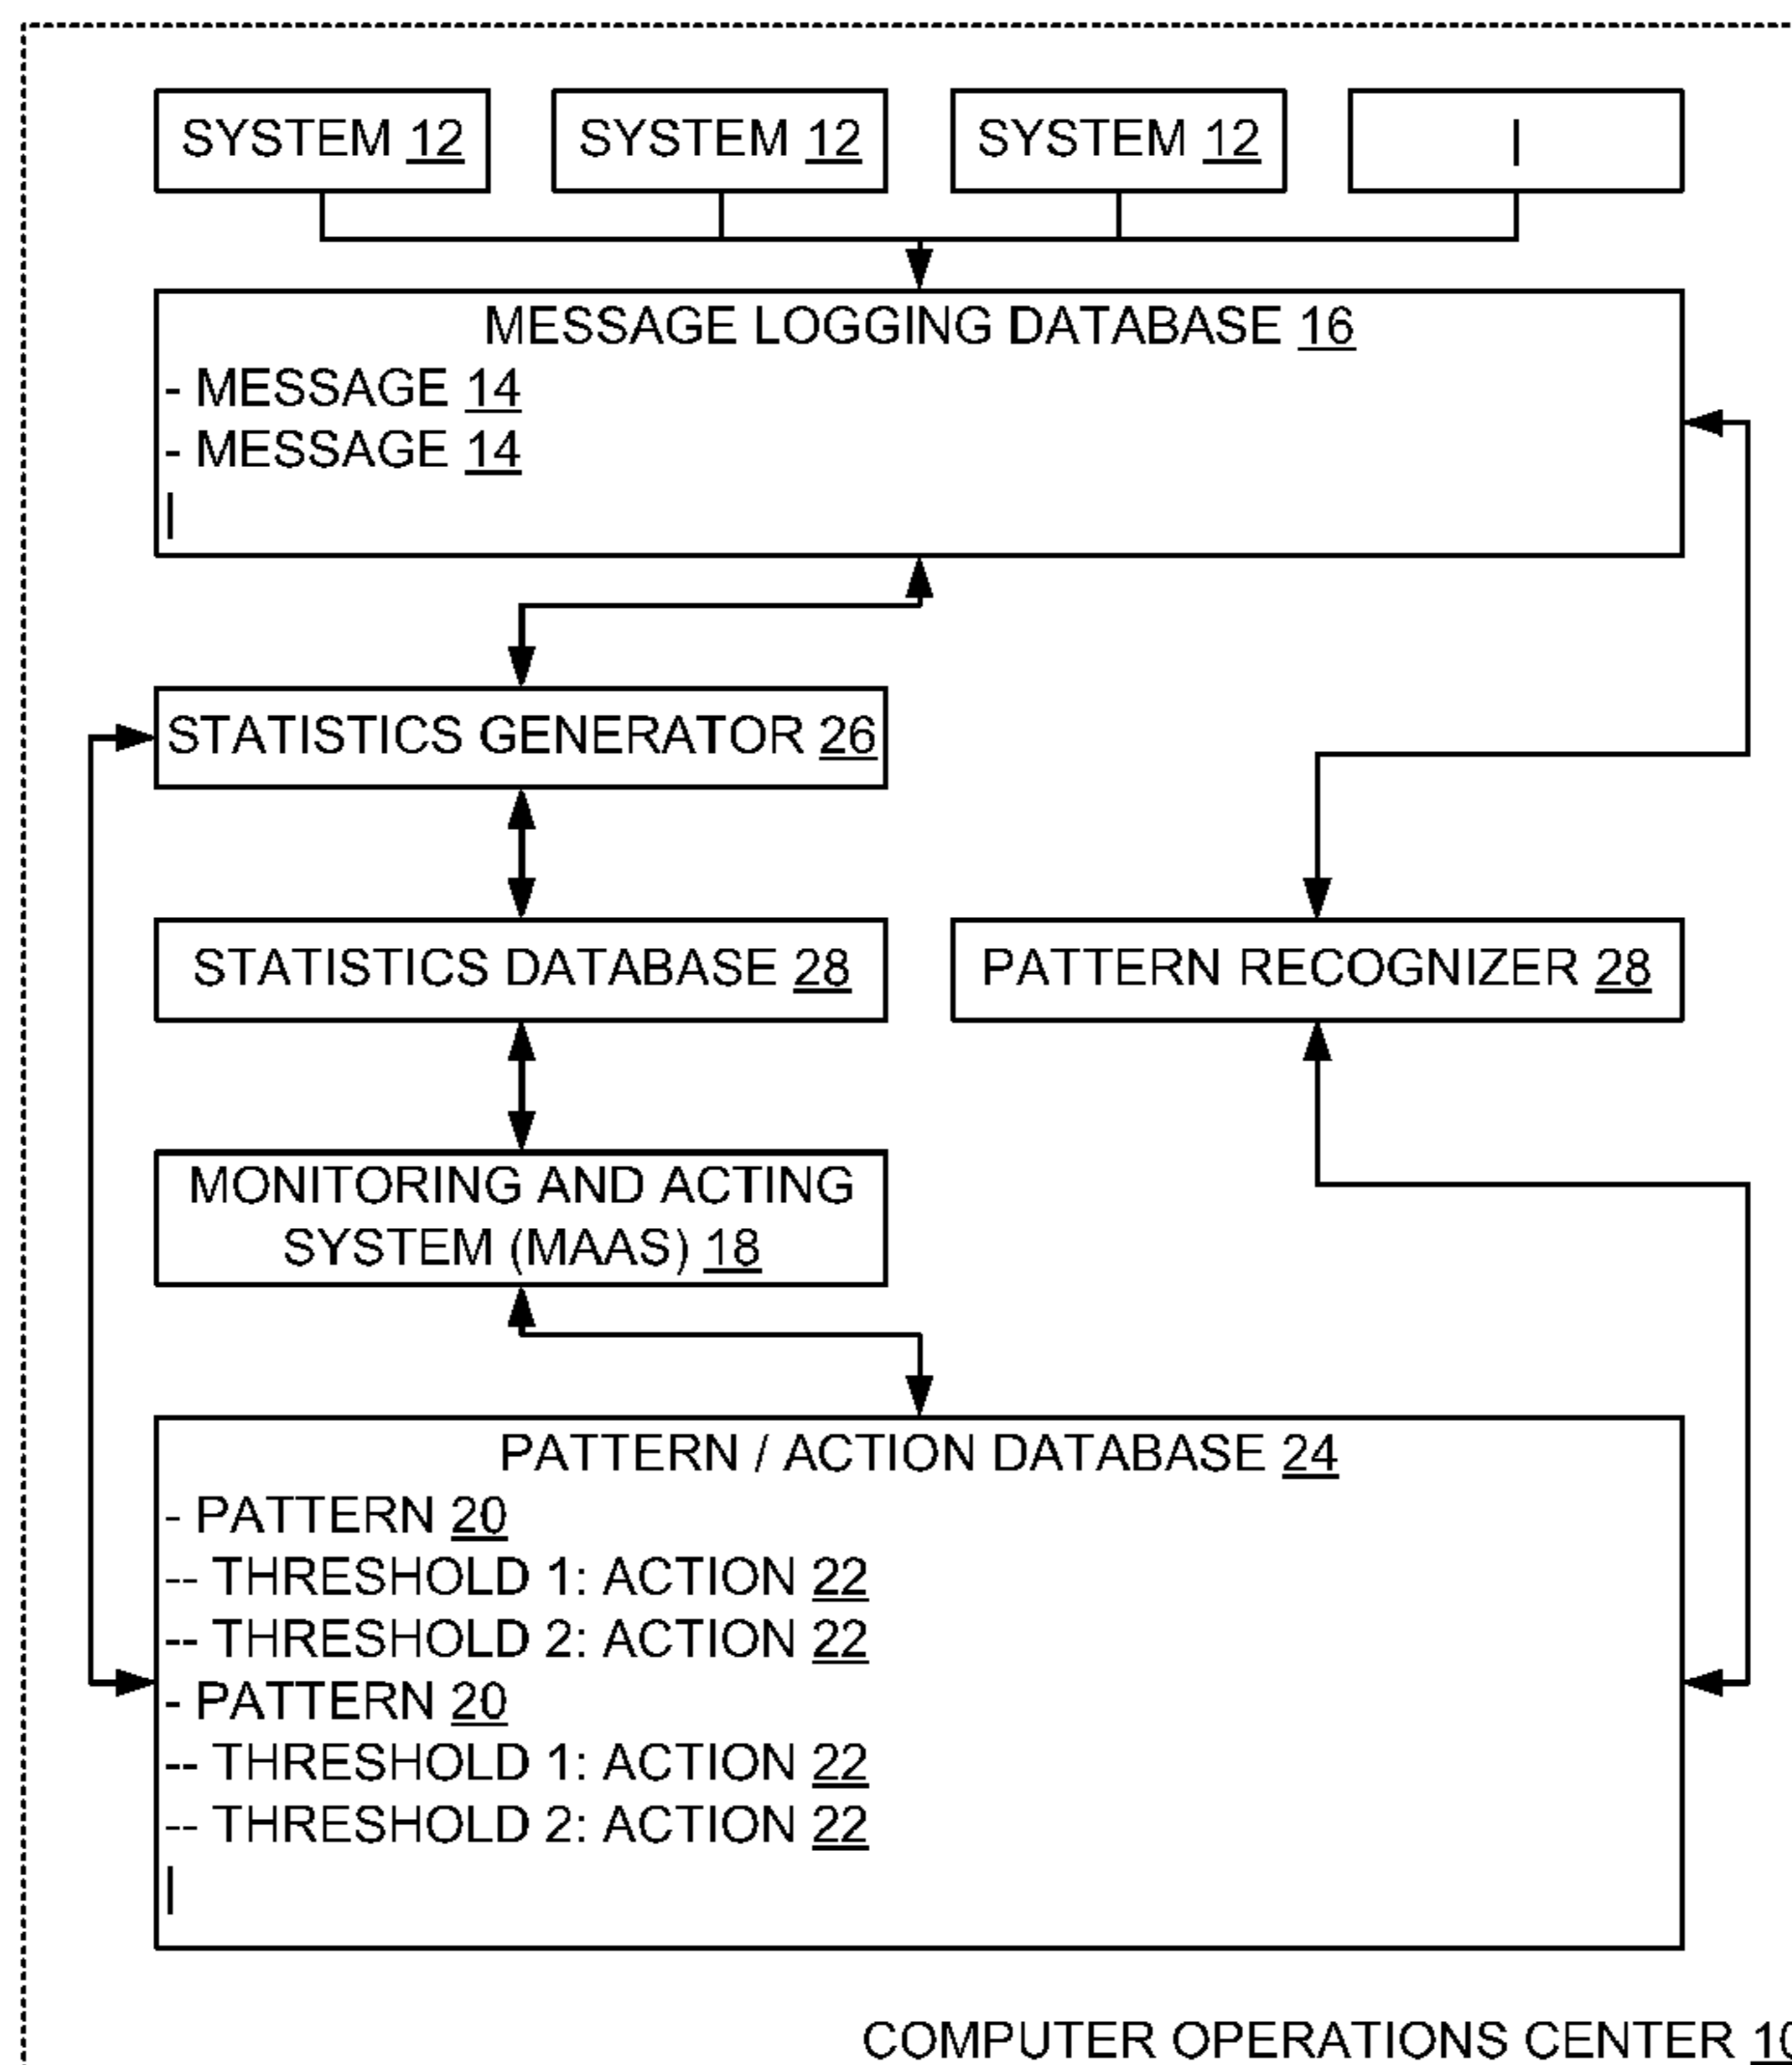 SYSTEM 12
SYSTEM 12
SYSTEM 12
|
MESSAGE LOGGING DATABASE 16
- MESSAGE 14
- MESSAGE 14
|
STATISTICS GENERATOR 26
STATISTICS DATABASE 28
PATTERN RECOGNIZER 28
MONITORING AND ACTING
SYSTEM (MAAS) 18
PATTERN / ACTION DATABASE 24
- PATTERN 20
-- THRESHOLD 1: ACTION 22
-- THRESHOLD 2: ACTION 22
- PATTERN 20
-- THRESHOLD 1: ACTION 22
-- THRESHOLD 2: ACTION 22
|
COMPUTER OPERATIONS CENTER 10